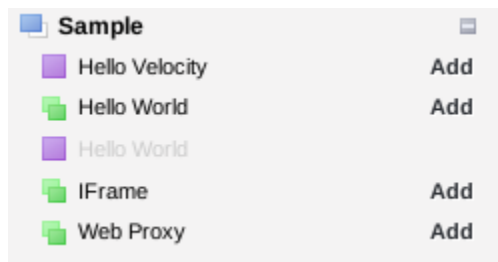 Sample
Hello Velocity Add
Hello World Add
Hello World
IFrame Add
Web Proxy Add